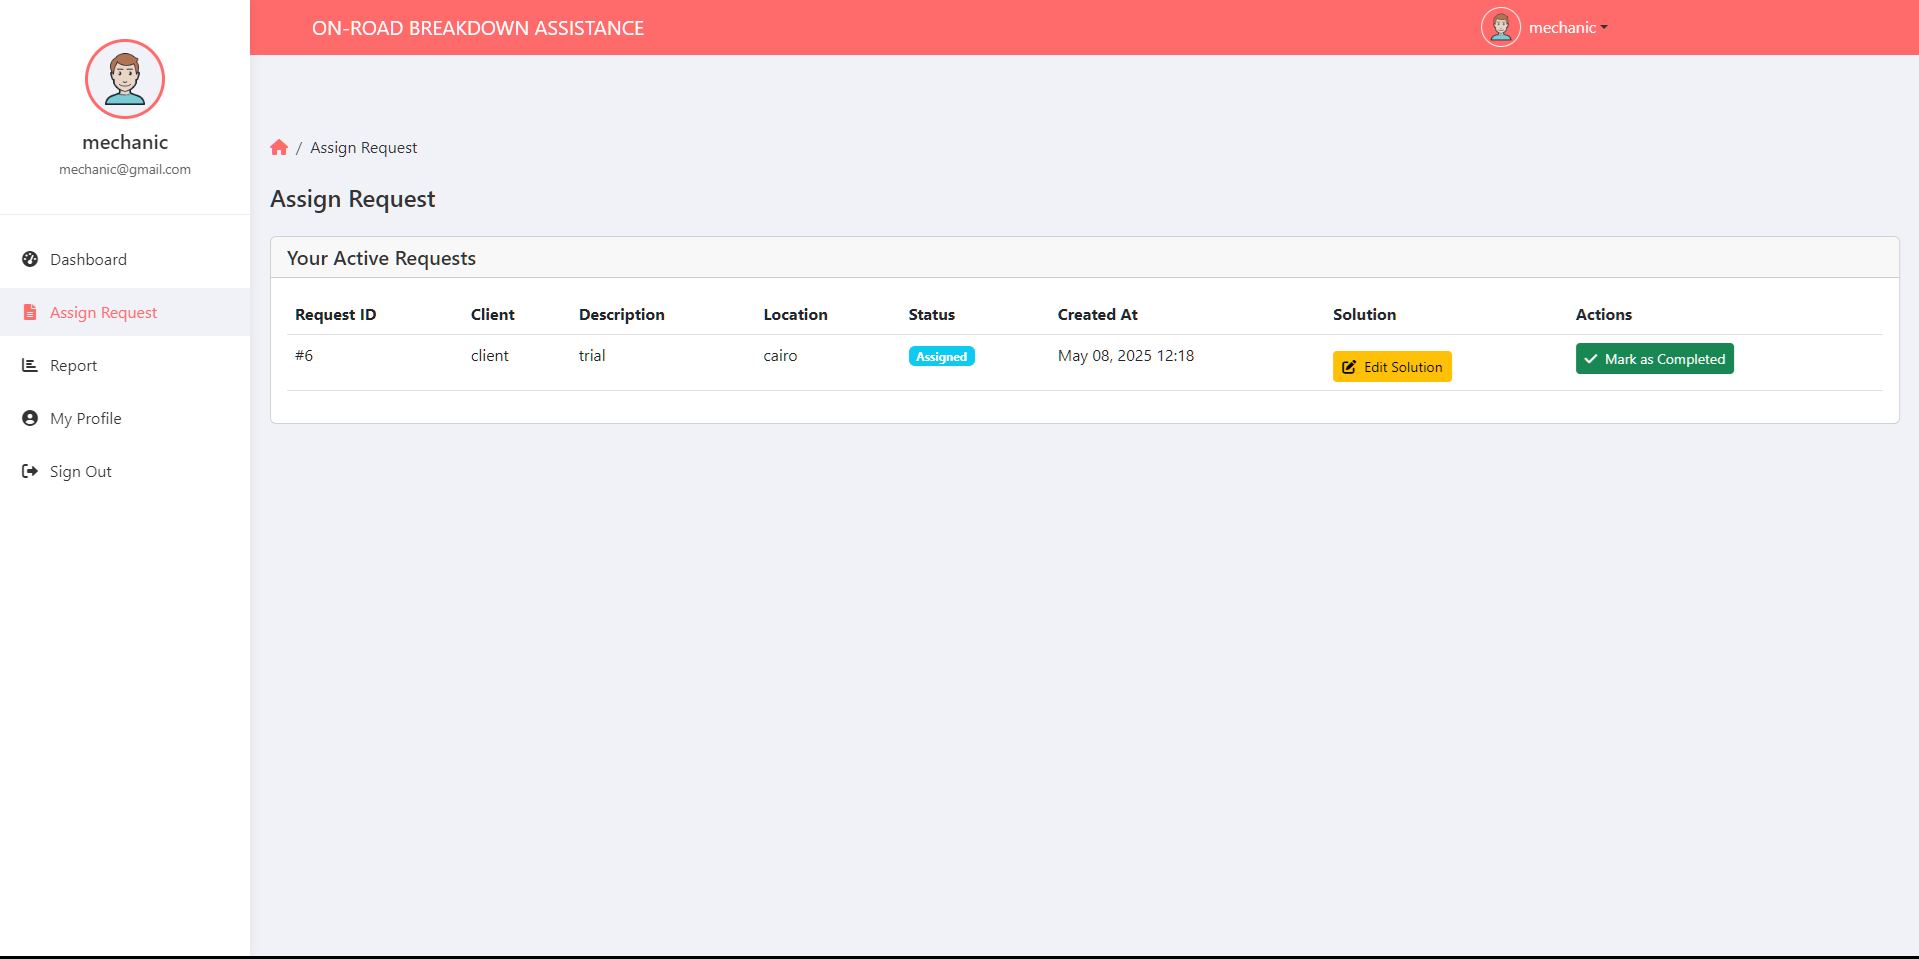 ON-ROAD BREAKDOWN ASSISTANCE
mechanic
mechanic
mechanic@gmail.com
Dashboard
Assign Request
Report
My Profile
Sign Out
/ Assign Request
Assign Request
Your Active Requests
Request ID Client Description Location Status Created At Solution Actions
#6 client trial cairo Assigned May 08, 2025 12:18 Edit Solution Mark as Completed